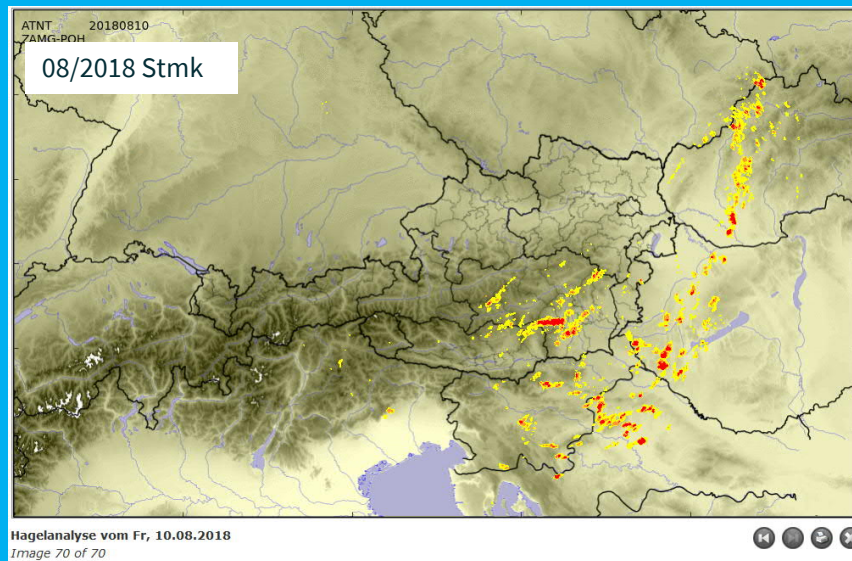 ATNT 20180810
ZAMG-POH
08/2018 Stmk
Hagelanalyse vom Fr, 10.08.2018
Image 70 of 70